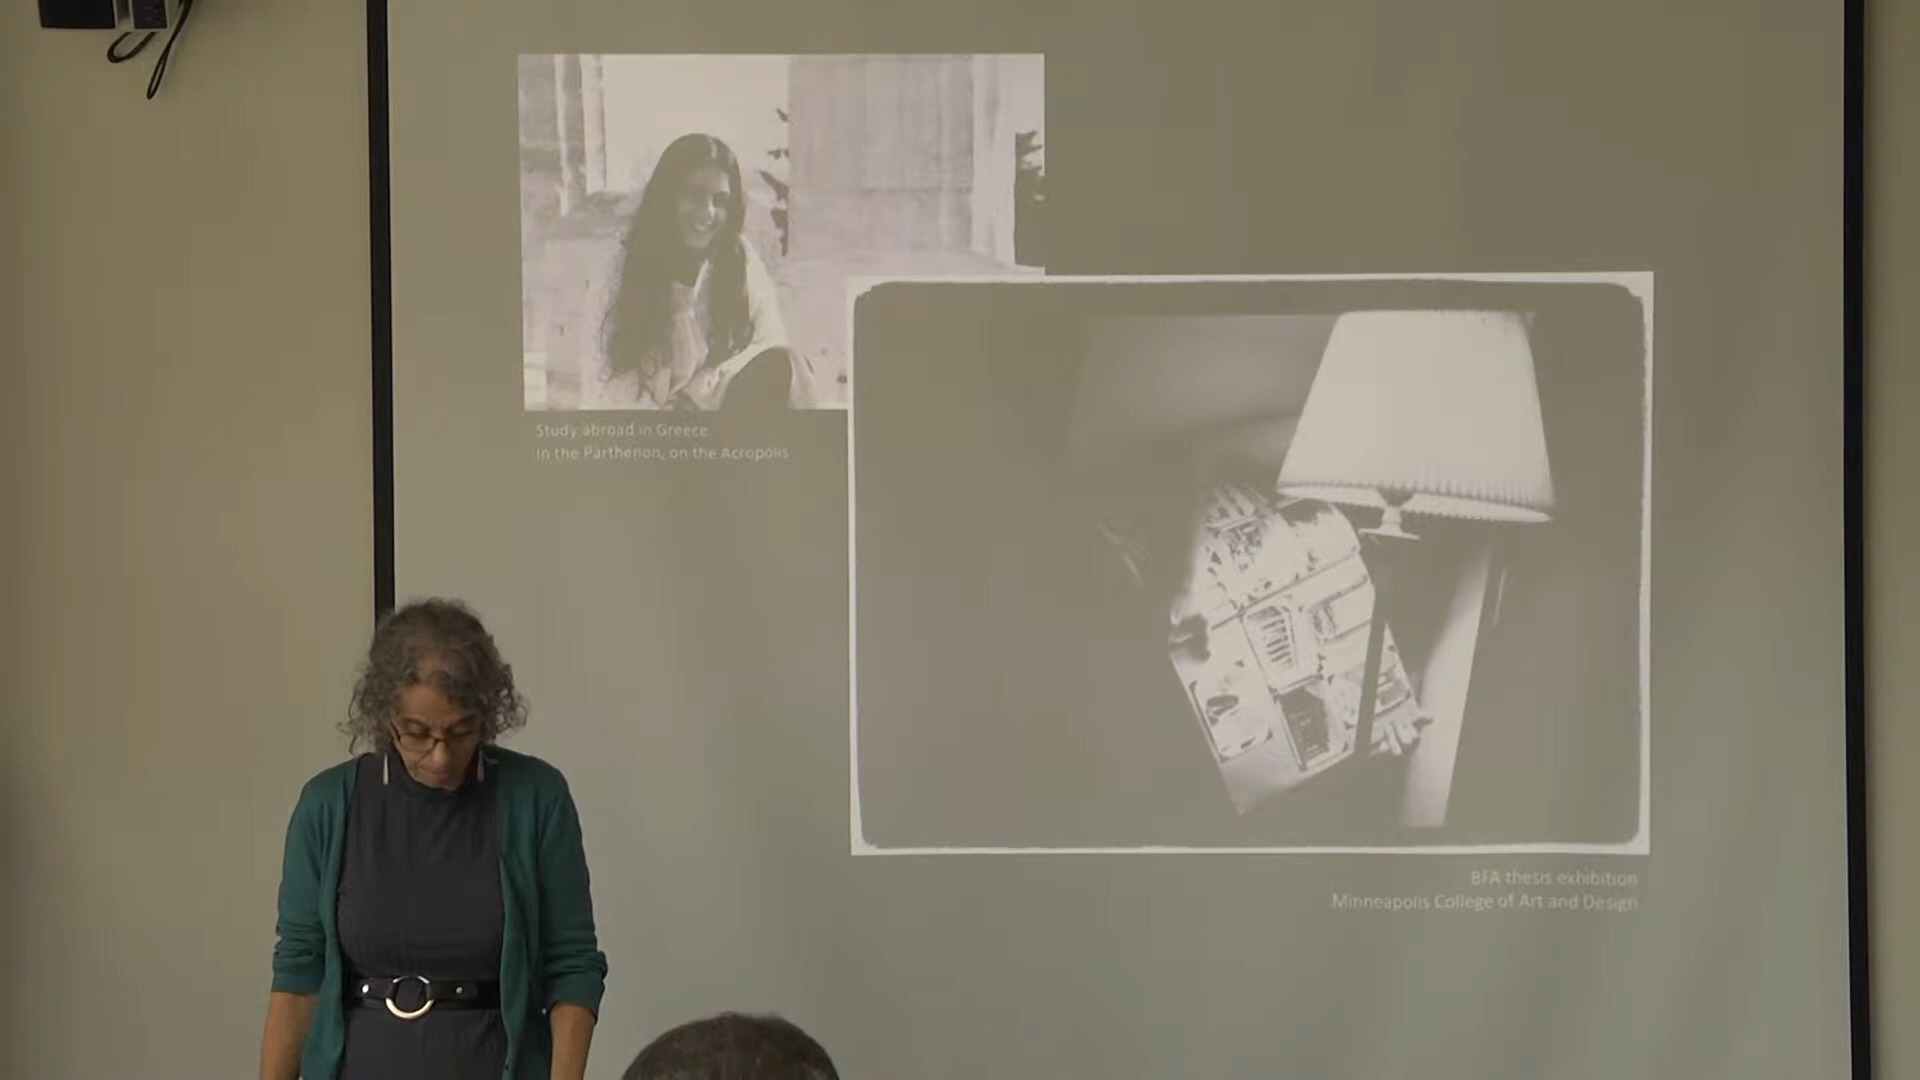 Study abroad in Greece
In the Parthenon, on the Acropolis
BFA thesis exhibition
Minneapolis College of Art and Design